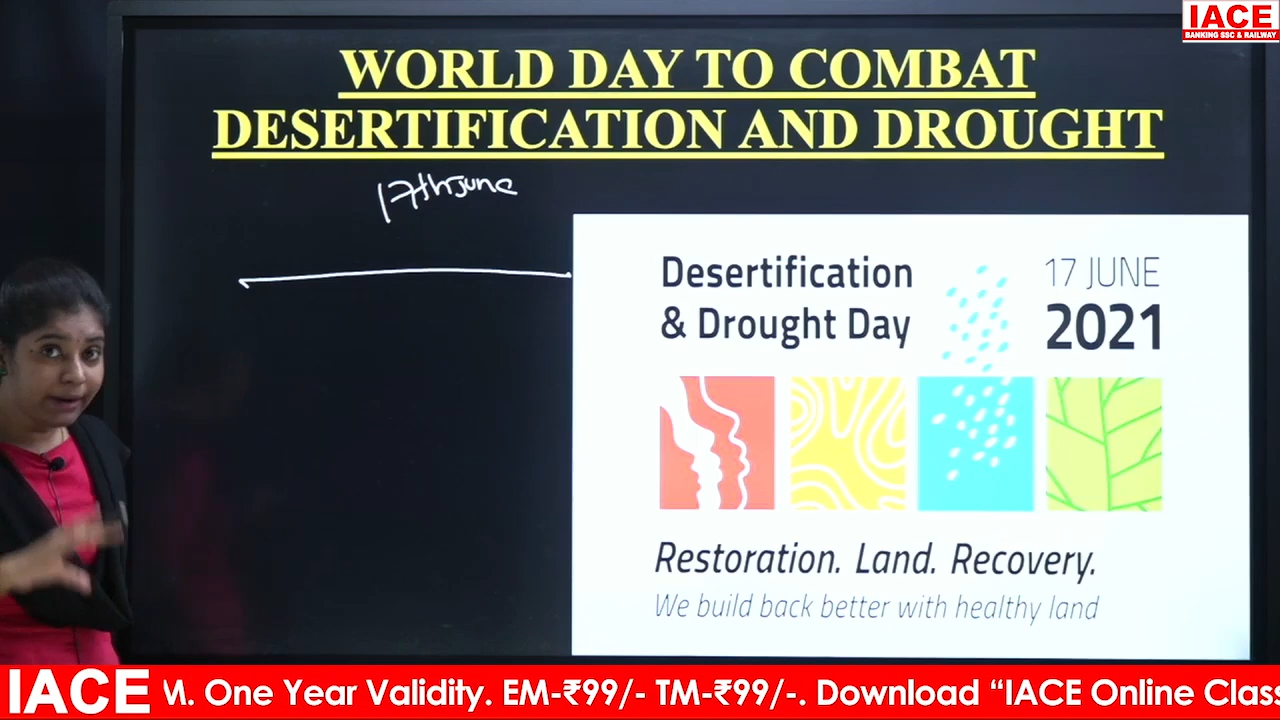 IACE
BANKING SSC & RAILWAY
WORLD DAY TO COMBAT
DESERTIFICATION AND DROUGHT
17th June
Desertification
& Drought Day
17 JUNE
2021
Restoration. Land. Recovery.
We build back better with healthy land
IACE
One Year Validity. EM-₹99/- TM-₹99/-. Download “IACE Online Class